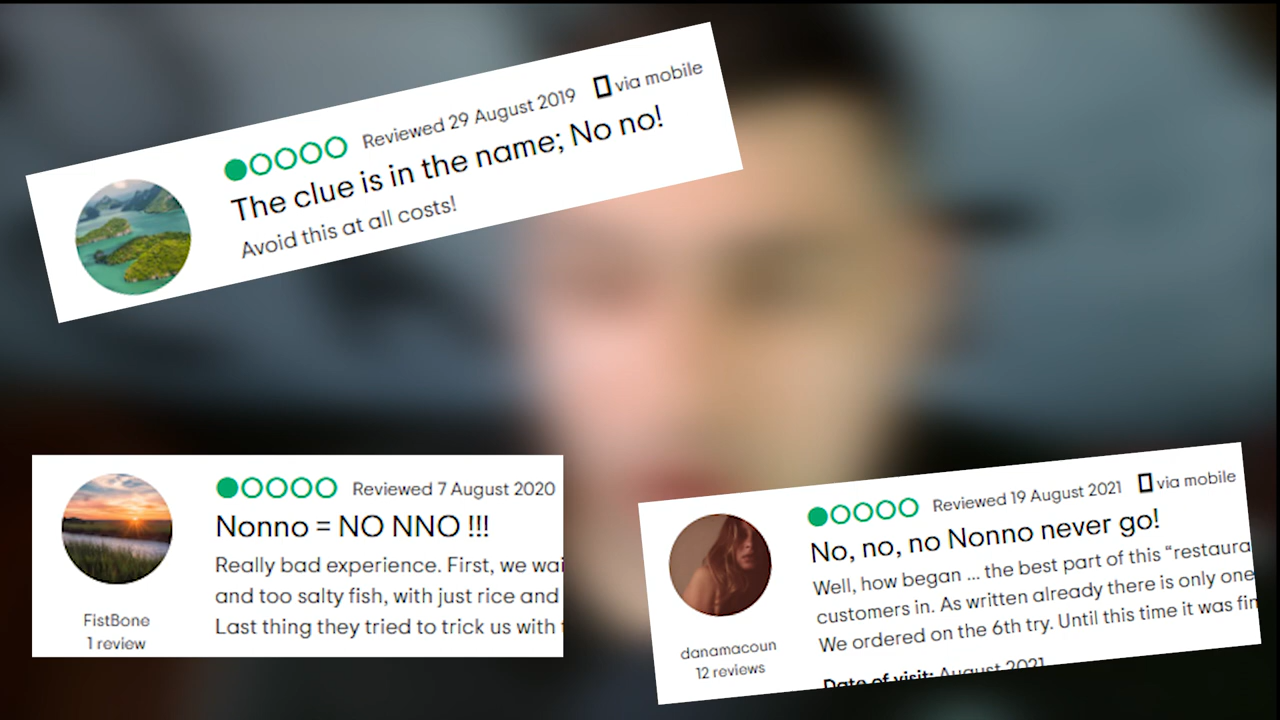 Reviewed 29 August 2019 via mobile
The clue is in the name; No no!
Avoid this at all costs!
Reviewed 7 August 2020
Nonno = NO NNO !!!
Really bad experience. First, we wai
and too salty fish, with just rice and
Last thing they tried to trick us with
FistBone
1 review
Reviewed 19 August 2021 via mobile
No, no, no Nonno never go!
Well, how began ... the best part of this “restaura
customers in. As written already there is only one
We ordered on the 6th try. Until this time it was fin
Date of visit: August 2021
danamacoun
12 reviews